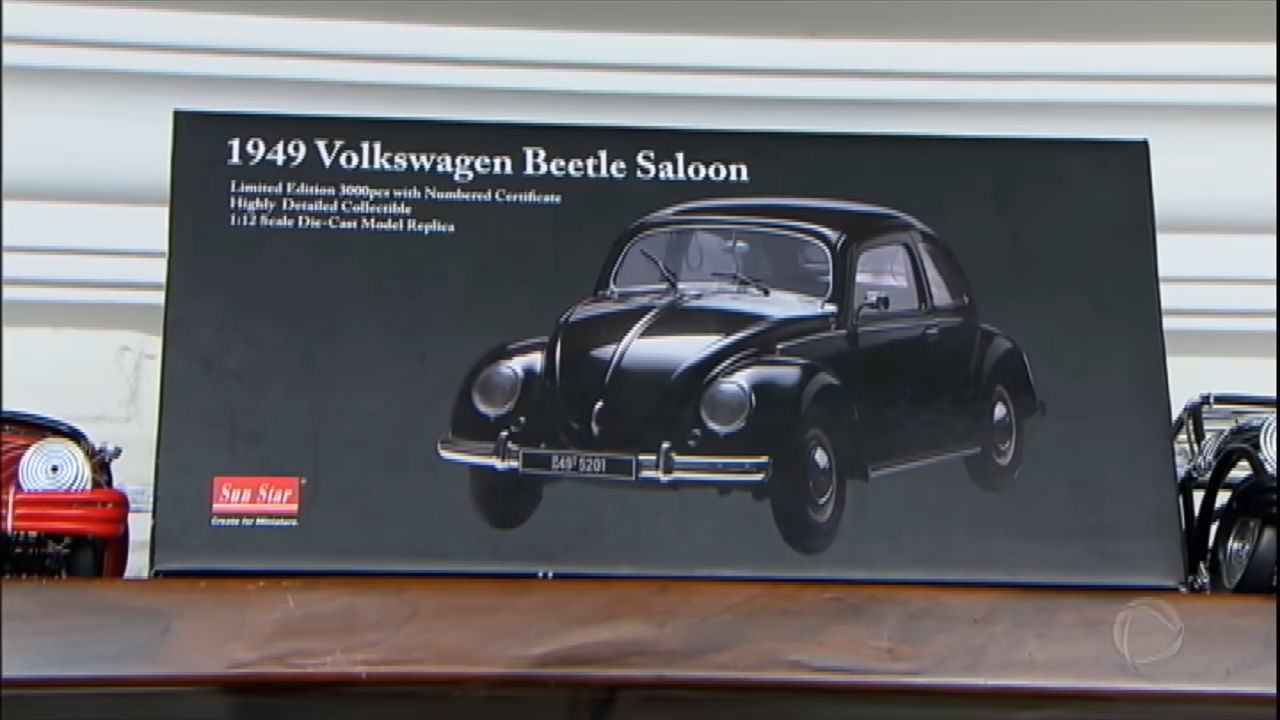 1949 Volkswagen Beetle Saloon
Limited Edition 3000pcs with Numbered Certificate
Highly Detailed Collectible
1:12 Scale Die-Cast Model Replica
Sun Star
Create for Miniature.